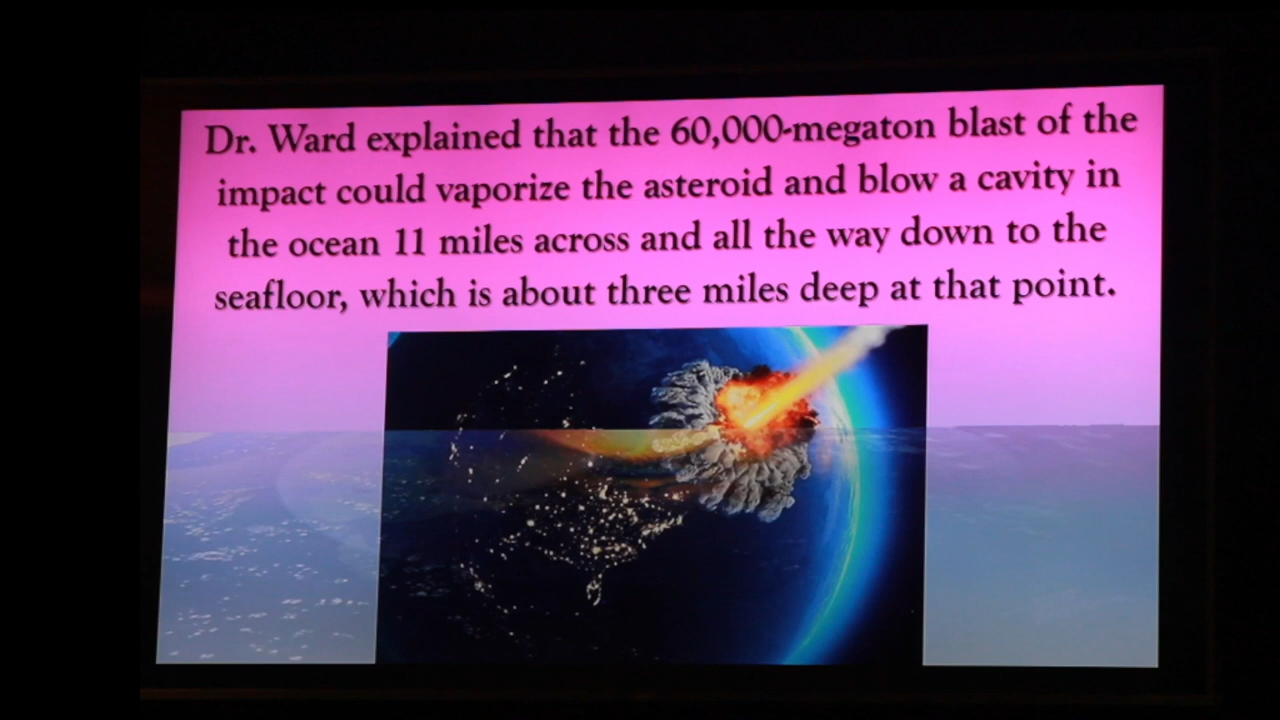 Dr. Ward explained that the 60,000-megaton blast of the
impact could vaporize the asteroid and blow a cavity in
the ocean 11 miles across and all the way down to the
seafloor, which is about three miles deep at that point.